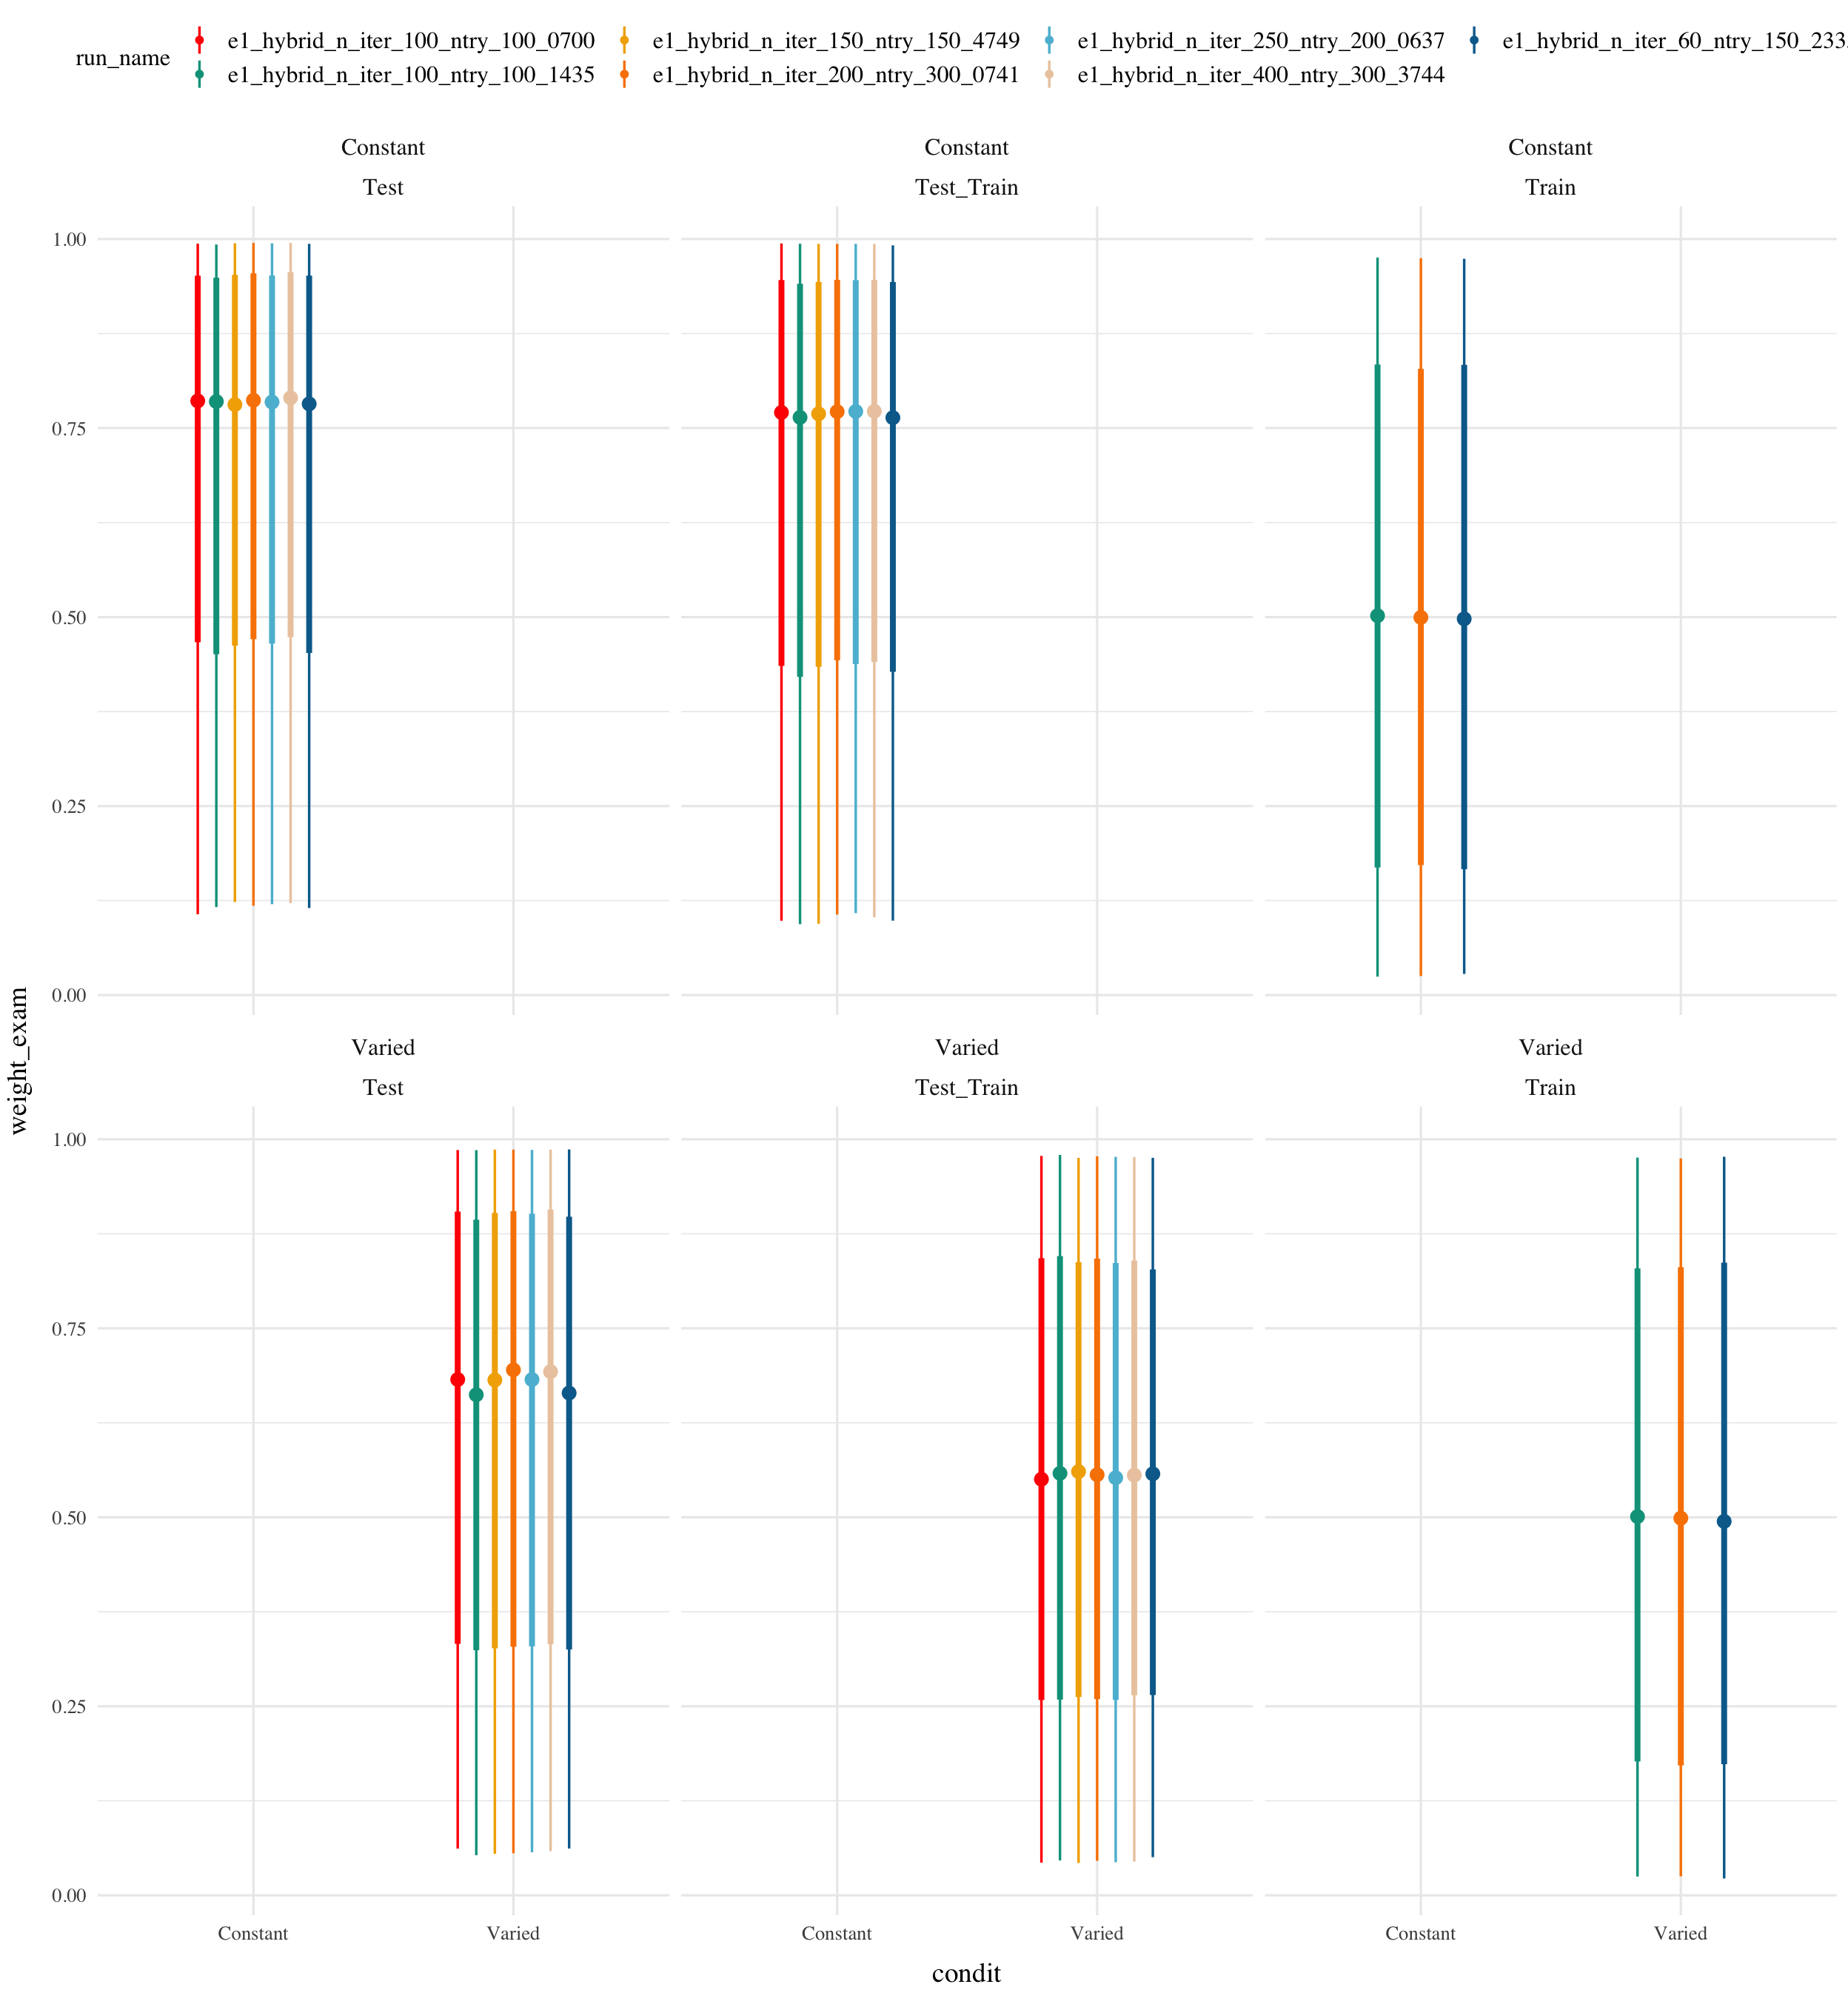 run_name
e1_hybrid_n_iter_100_ntry_100_0700
e1_hybrid_n_iter_150_ntry_150_4749
e1_hybrid_n_iter_250_ntry_200_0637
e1_hybrid_n_iter_60_ntry_150_233
e1_hybrid_n_iter_100_ntry_100_1435
e1_hybrid_n_iter_200_ntry_300_0741
e1_hybrid_n_iter_400_ntry_300_3744
Constant
Constant
Constant
Test
Test_Train
Train
1.00
0.75
0.50
0.25
0.00
weight_exam
Varied
Varied
Varied
Test
Test_Train
Train
1.00
0.75
0.50
0.25
0.00
Constant
Varied
Constant
Varied
Constant
Varied
condit